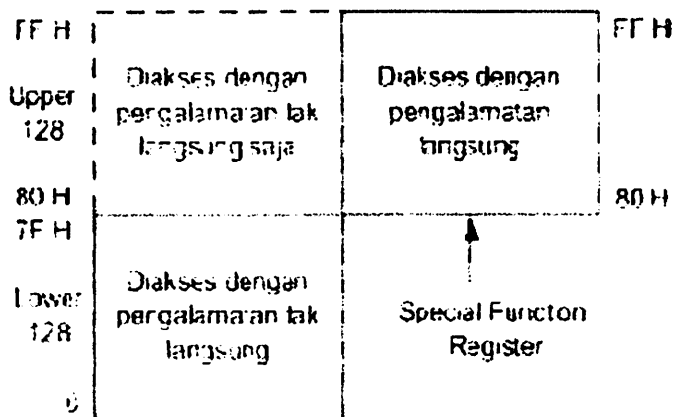 FF H
Upper
128
80 H
7F H
Lower
128
0
Diakses dengan
pengalamatan tak
langsung saja
Diakses dengan
pengalamatan
langsung
FF H
80 H
Diakses dengan
pengalamatan tak
langsung
Special Function
Register